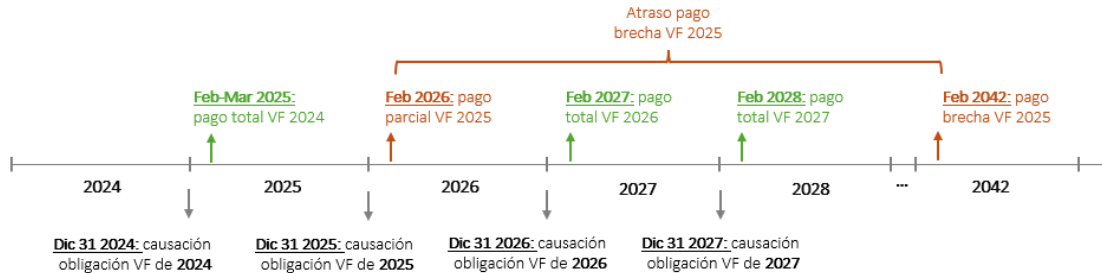 Atraso pago
brecha VF 2025
Feb-Mar 2025:
pago total VF 2024
Feb 2026: pago
parcial VF 2025
Feb 2027: pago
total VF 2026
Feb 2028: pago
total VF 2027
Feb 2042: pago
brecha VF 2025
2024
2025
2026
2027
2028
...
2042
Dic 31 2024: causación
obligación VF de 2024
Dic 31 2025: causación
obligación VF de 2025
Dic 31 2026: causación
obligación VF de 2026
Dic 31 2027: causación
obligación VF de 2027